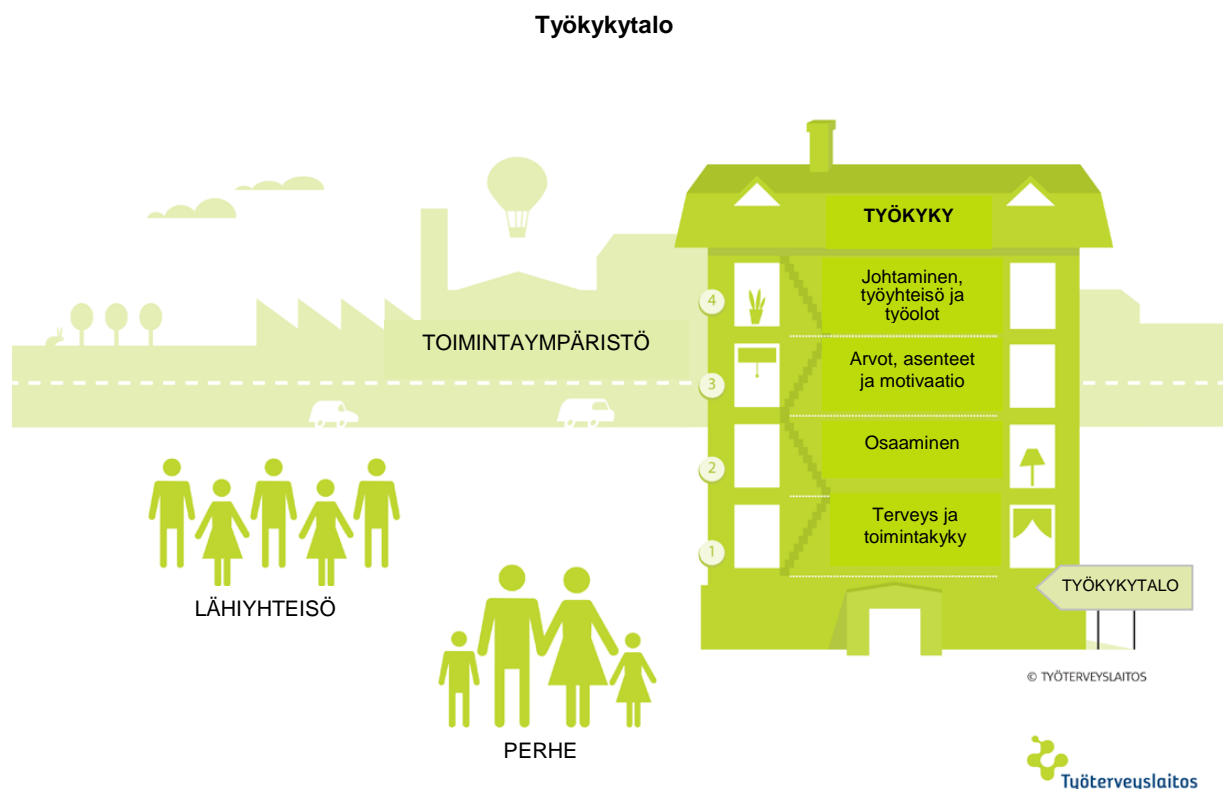 Työkykytalo
TYÖKYKY
4
Johtaminen,
työyhteisö ja
työolot
TOIMINTAYMPÄRISTÖ
3
Arvot, asenteet
ja motivaatio
2
Osaaminen
1
Terveys ja
toimintakyky
TYÖKYKYTALO
LÄHIYHTEISÖ
PERHE
© TYÖTERVEYSLAITOS
Työterveyslaitos